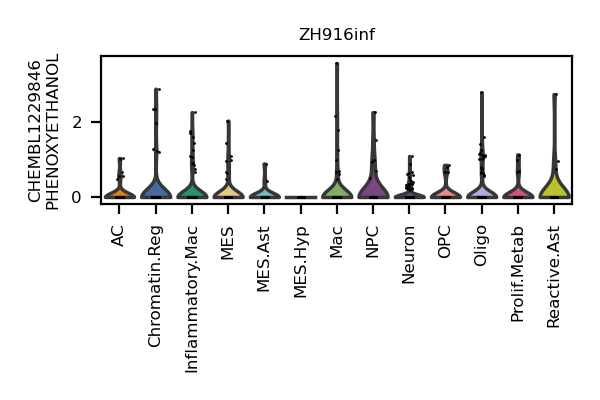 ZH916inf
CHEMBL1229846
PHENOXYETHANOL
2
0
AC
Chromatin.Reg
Inflammatory.Mac
MES
MES.Ast
MES.Hyp
Mac
NPC
Neuron
OPC
Oligo
Prolif.Metab
Reactive.Ast